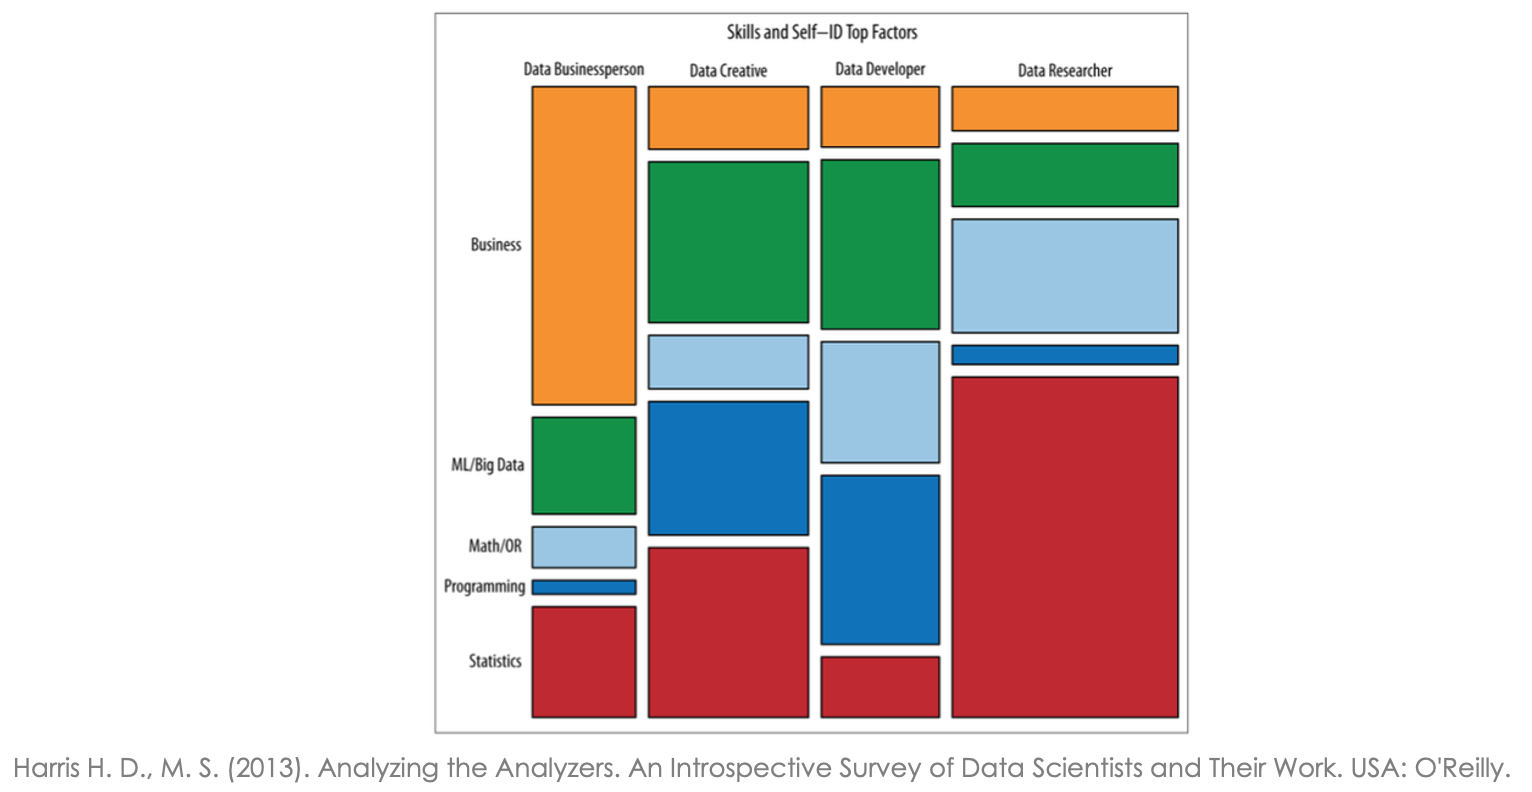 Skills and Self–ID Top Factors
Data Businessperson
Data Creative
Data Developer
Data Researcher
Business
ML/Big Data
Math/OR
Programming
Statistics
Harris H. D., M. S. (2013). Analyzing the Analyzers. An Introspective Survey of Data Scientists and Their Work. USA: O'Reilly.